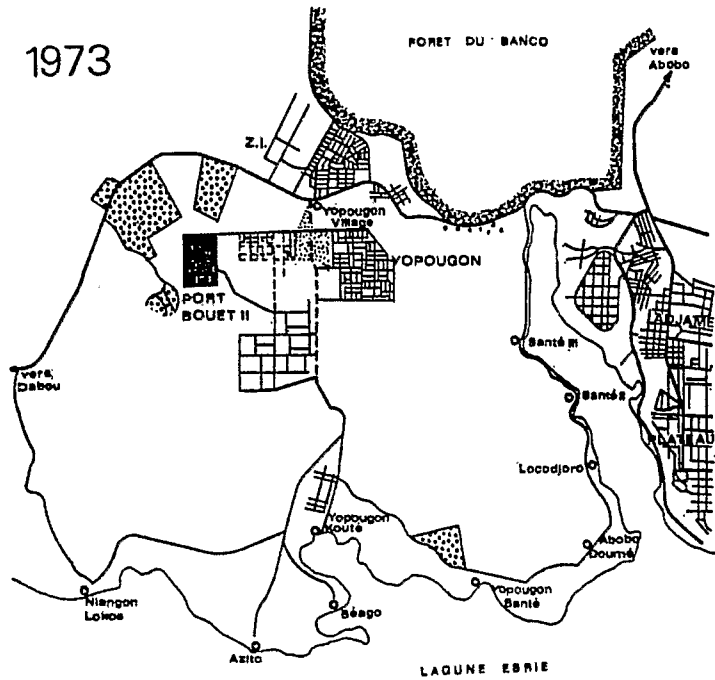 FORET DU BANCO
1973
vers
Abobo
Z.I.
Yopougon
Village
YOPOUGON
PORT
BOUET II
ADJAME
Santé III
vers
Dabou
Santé II
PLATEAU
Locodjoro
Yopougon
Kouté
Abobo
Doumé
Niangon
Lokoa
Yopougon
Santé
Béago
Azito
LAGUNE EBRIE